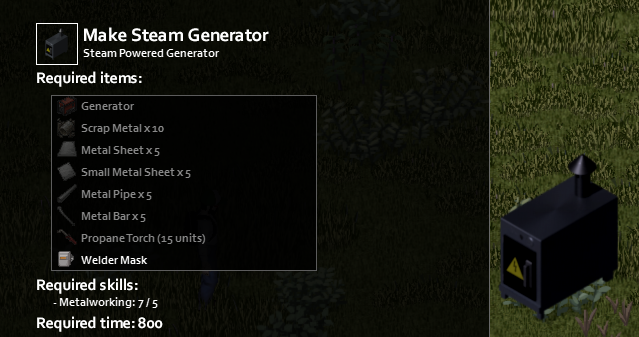 Make Steam Generator
Steam Powered Generator
Required items:
Generator
Scrap Metal x 10
Metal Sheet x 5
Small Metal Sheet x 5
Metal Pipe x 5
Metal Bar x 5
Propane Torch (15 units)
Welder Mask
Required skills:
- Metalworking: 7 / 5
Required time: 800